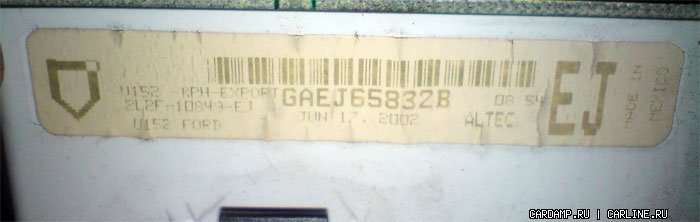 U152 KPH-EXPORT
2L2F-10849-EJ
U152 FORD
GAEJ65832B
JUN 17, 2002
08 54
ALTEC
EJ
MADE IN
MEXICO
CARDAMP.RU | CARLINE.RU